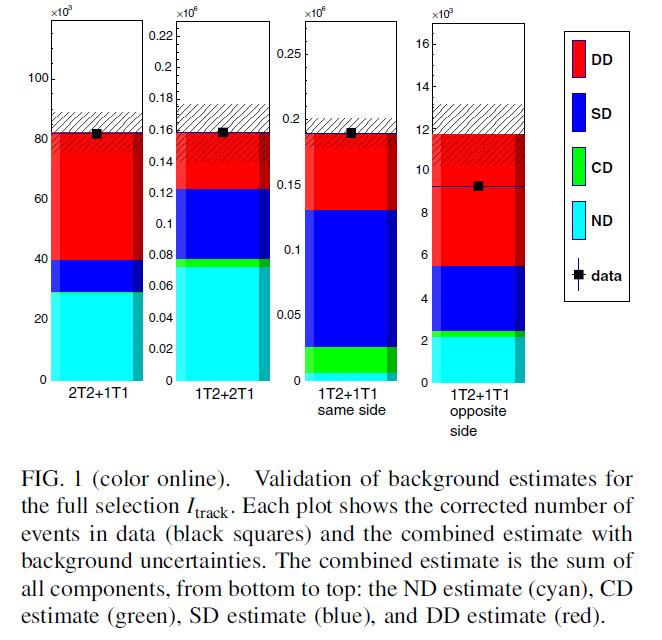 ×10³
100
80
60
40
20
0
2T2+1T1
×10⁶
0.22
0.2
0.18
0.16
0.14
0.12
0.1
0.08
0.06
0.04
0.02
0
1T2+2T1
×10⁶
0.25
0.2
0.15
0.1
0.05
0
1T2+1T1
same side
×10³
16
14
12
10
8
6
4
2
0
1T2+1T1
opposite
side
DD
SD
CD
ND
data
FIG. 1 (color online). Validation of background estimates for
the full selection Itrack. Each plot shows the corrected number of
events in data (black squares) and the combined estimate with
background uncertainties. The combined estimate is the sum of
all components, from bottom to top: the ND estimate (cyan), CD
estimate (green), SD estimate (blue), and DD estimate (red).